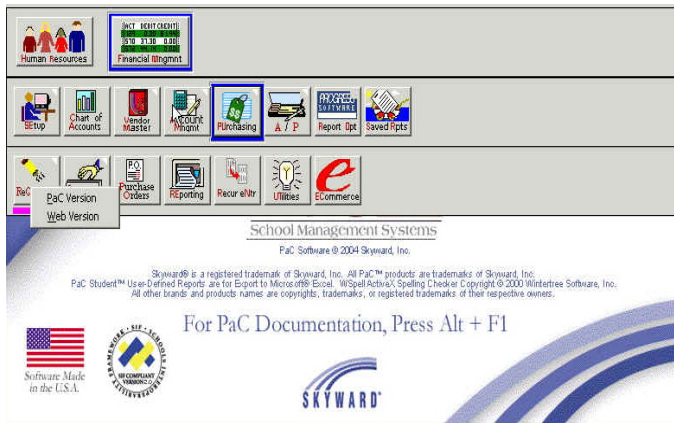 ACT DEBIT CREDIT
Human Resources
Financial Mngmnt
SEtup
Chart of
Accounts
Vendor
Master
Account
Mngmt
PUrchasing
A / P
PROGRESS
SOFTWARE
Report Opt
Saved Rpts
P.O.
Purchase
Orders
REporting
Recur eNtr
UTilities
ECommerce
PaC Version
Web Version
School Management Systems
PaC Software © 2004 Skyward, Inc.
Skyward® is a registered trademark of Skyward, Inc. All PaC™ products are trademarks of Skyward, Inc.
PaC Student™ User-Defined Reports are for Export to Microsoft® Excel. WSpell ActiveX Spelling Checker Copyright © 2000 Wintertree Software, Inc.
All other brands and products names are copyrights, trademarks, or registered trademarks of their respective owners.
For PaC Documentation, Press Alt + F1
Software Made
in the U.S.A.
SIF COMPLIANT
SKYWARD